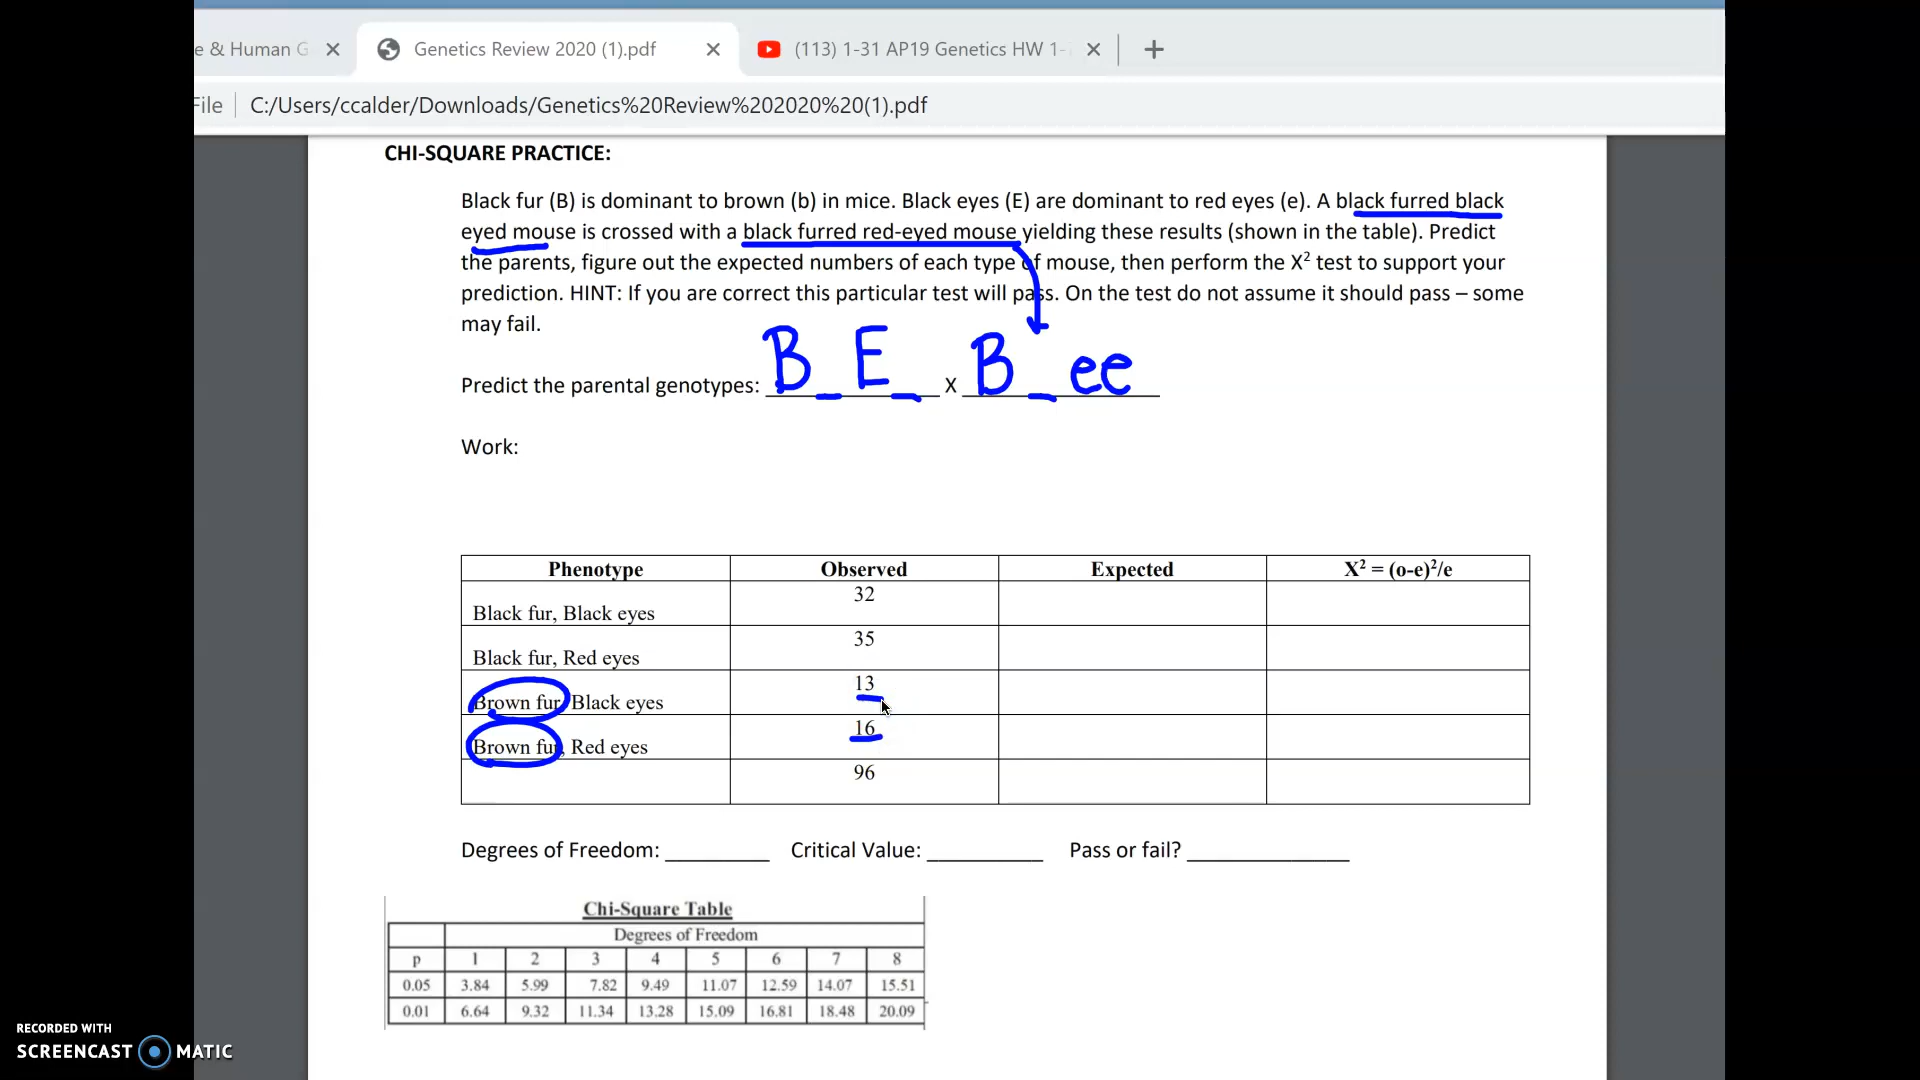 e & Human G
Genetics Review 2020 (1).pdf
(113) 1-31 AP19 Genetics HW 1-
File
C:/Users/ccalder/Downloads/Genetics%20Review%202020%20(1).pdf
CHI-SQUARE PRACTICE:
Black fur (B) is dominant to brown (b) in mice. Black eyes (E) are dominant to red eyes (e). A black furred black
eyed mouse is crossed with a black furred red-eyed mouse yielding these results (shown in the table). Predict
the parents, figure out the expected numbers of each type of mouse, then perform the X² test to support your
prediction. HINT: If you are correct this particular test will pass. On the test do not assume it should pass – some
may fail.
Predict the parental genotypes: B _ E _ X B _ ee
Work:
Phenotype Observed Expected X² = (o-e)²/e
Black fur, Black eyes 32
Black fur, Red eyes 35
Brown fur, Black eyes 13
Brown fur, Red eyes 16
96
Degrees of Freedom: _________ Critical Value: __________ Pass or fail? ______________
Chi-Square Table
Degrees of Freedom
p 1 2 3 4 5 6 7 8
0.05 3.84 5.99 7.82 9.49 11.07 12.59 14.07 15.51
0.01 6.64 9.32 11.34 13.28 15.09 16.81 18.48 20.09
RECORDED WITH
SCREENCAST MATIC